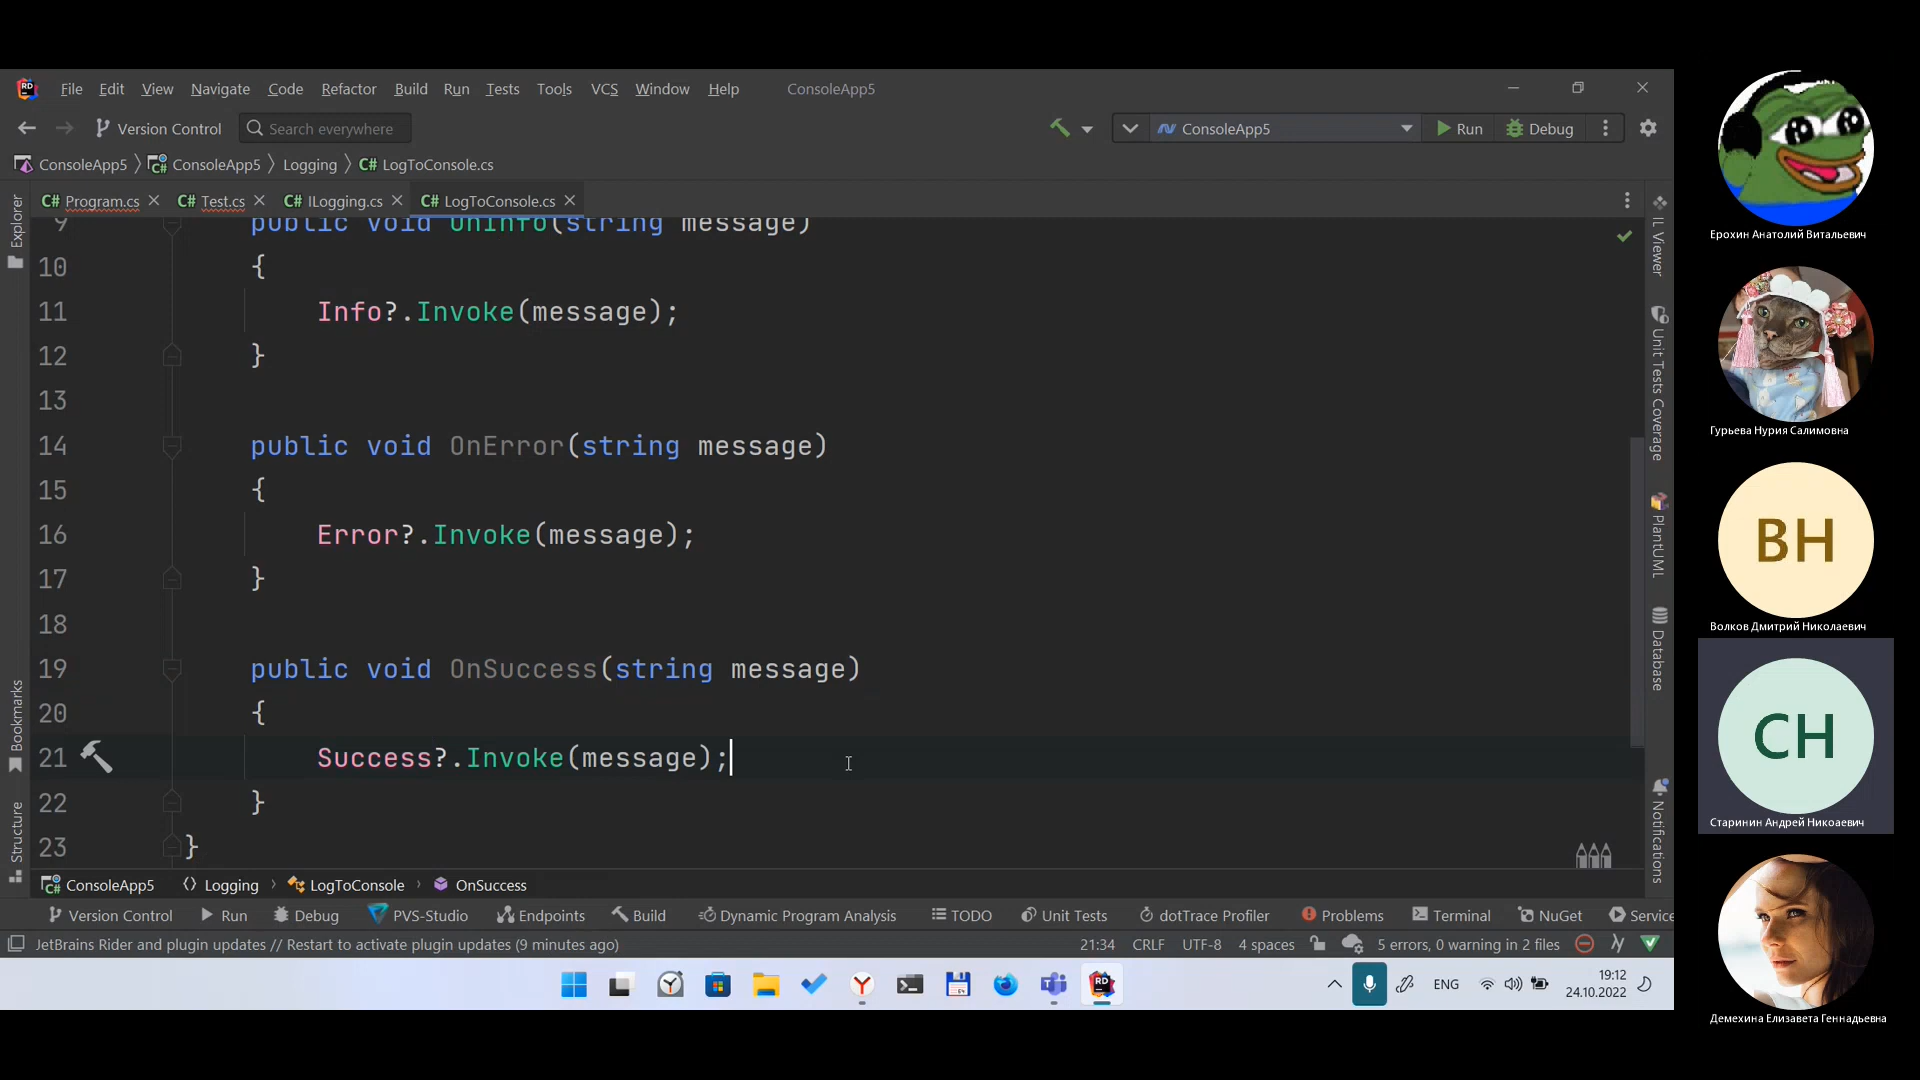 File Edit View Navigate Code Refactor Build Run Tests Tools VCS Window Help ConsoleApp5
Version Control Search everywhere ConsoleApp5 Run Debug
ConsoleApp5 ConsoleApp5 Logging LogToConsole.cs
C# Program.cs C# Test.cs C# ILogging.cs C# LogToConsole.cs
9 public void OnInfo(string message)
10 {
11 Info?.Invoke(message);
12 }
13
14 public void OnError(string message)
15 {
16 Error?.Invoke(message);
17 }
18
19 public void OnSuccess(string message)
20 {
21 Success?.Invoke(message);
22 }
23 }
Explorer
Bookmarks
Structure
IL Viewer
Unit Tests Coverage
PlantUML
Database
Notifications
ConsoleApp5 Logging LogToConsole OnSuccess
Version Control Run Debug PVS-Studio Endpoints Build Dynamic Program Analysis TODO Unit Tests dotTrace Profiler Problems Terminal NuGet Service
JetBrains Rider and plugin updates // Restart to activate plugin updates (9 minutes ago) 21:34 CRLF UTF-8 4 spaces 5 errors, 0 warning in 2 files
ENG 19:12
24.10.2022
Ерохин Анатолий Витальевич
Гурьева Нурия Салимовна
ВН
Волков Дмитрий Николаевич
СН
Старинин Андрей Никоаевич
Демехина Елизавета Геннадьевна